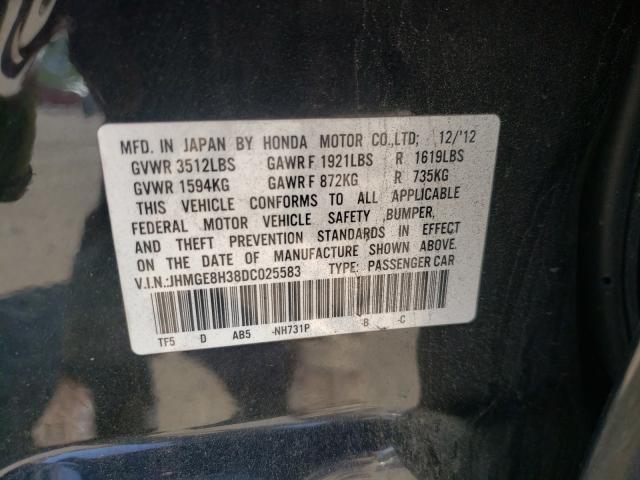 MFD. IN JAPAN BY HONDA MOTOR CO.,LTD; 12/'12
GVWR 3512LBS GAWR F 1921LBS R 1619LBS
GVWR 1594KG GAWR F 872KG R 735KG
THIS VEHICLE CONFORMS TO ALL APPLICABLE
FEDERAL MOTOR VEHICLE SAFETY ,BUMPER,
AND THEFT PREVENTION STANDARDS IN EFFECT
ON THE DATE OF MANUFACTURE SHOWN ABOVE.
V.I.N.:JHMGE8H38DC025583 TYPE: PASSENGER CAR
TF5 D AB5 -NH731P -B -C